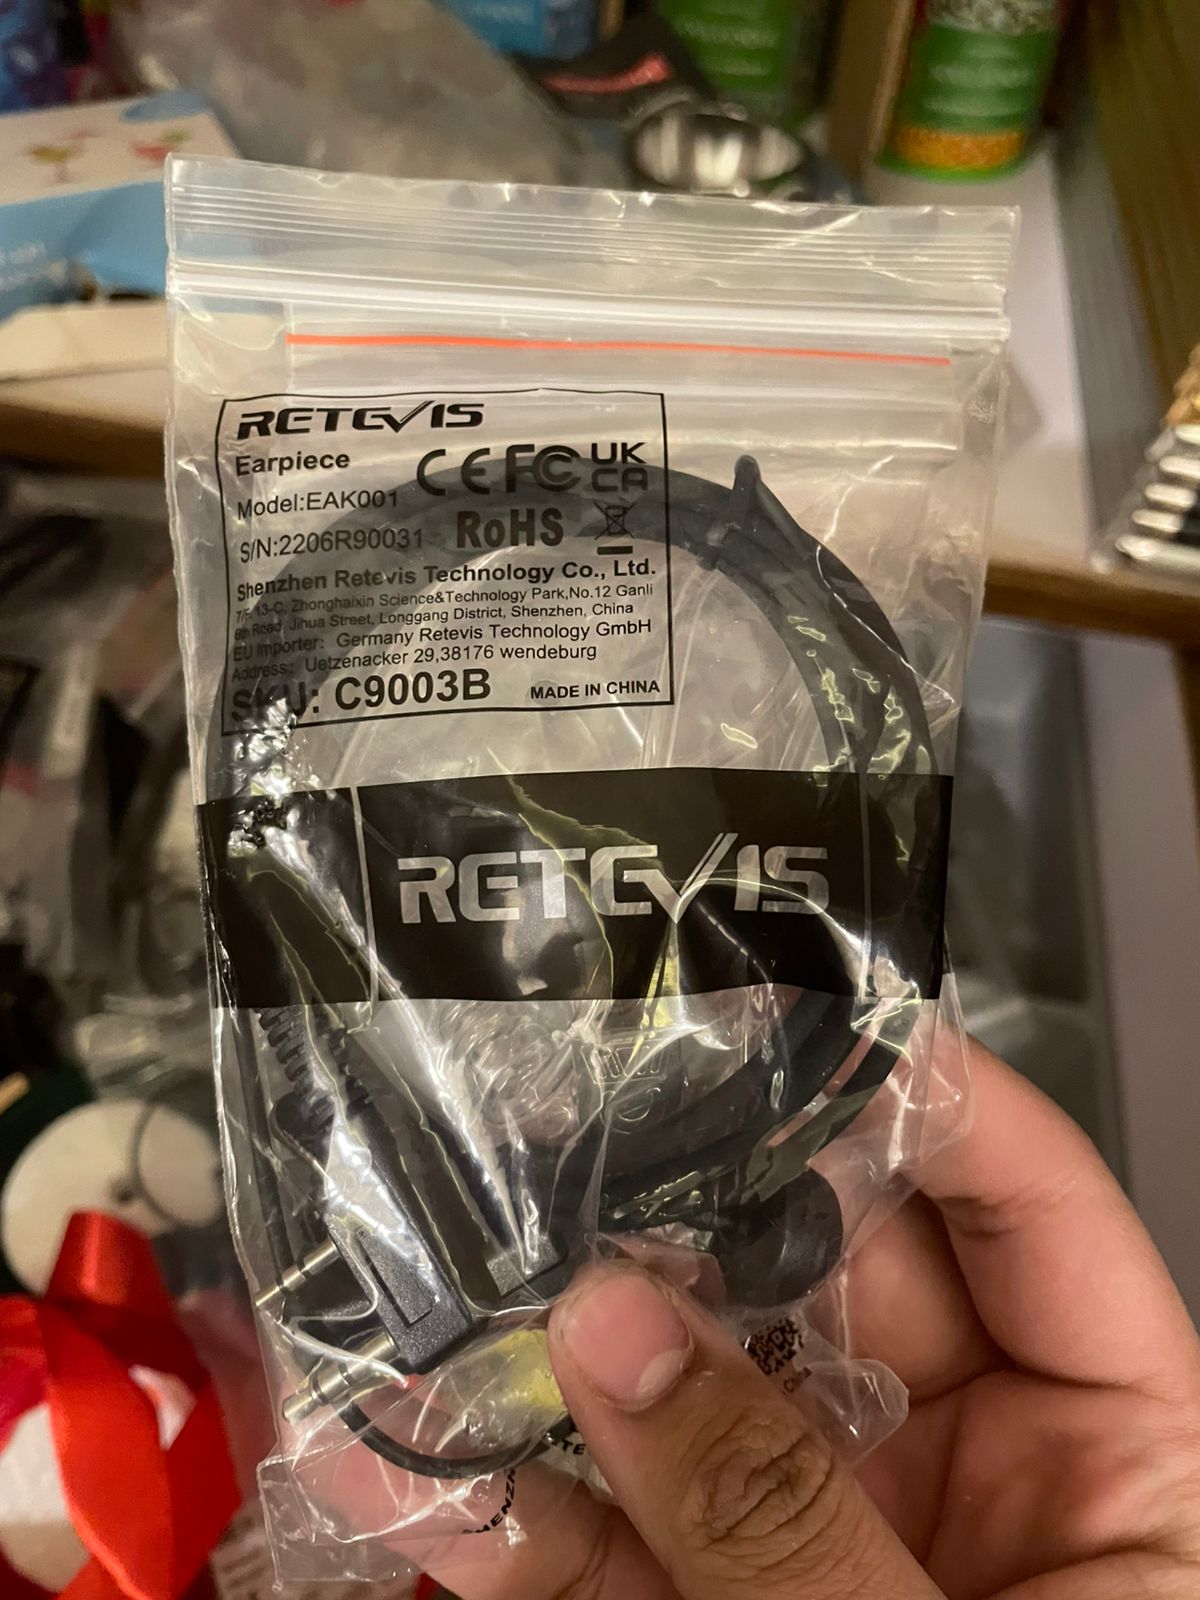 RETEVIS
Earpiece
CE FC UK CA
Model:EAK001
S/N:2206R90031 RoHS
Shenzhen Retevis Technology Co., Ltd.
7/F, 13-C, Zhonghaixin Science&Technology Park,No.12 Ganli
6th Road, Jihua Street, Longgang District, Shenzhen, China
EU Importer: Germany Retevis Technology GmbH
Address: Uetzenacker 29,38176 wendeburg
SKU: C9003B MADE IN CHINA
RETEVIS
China